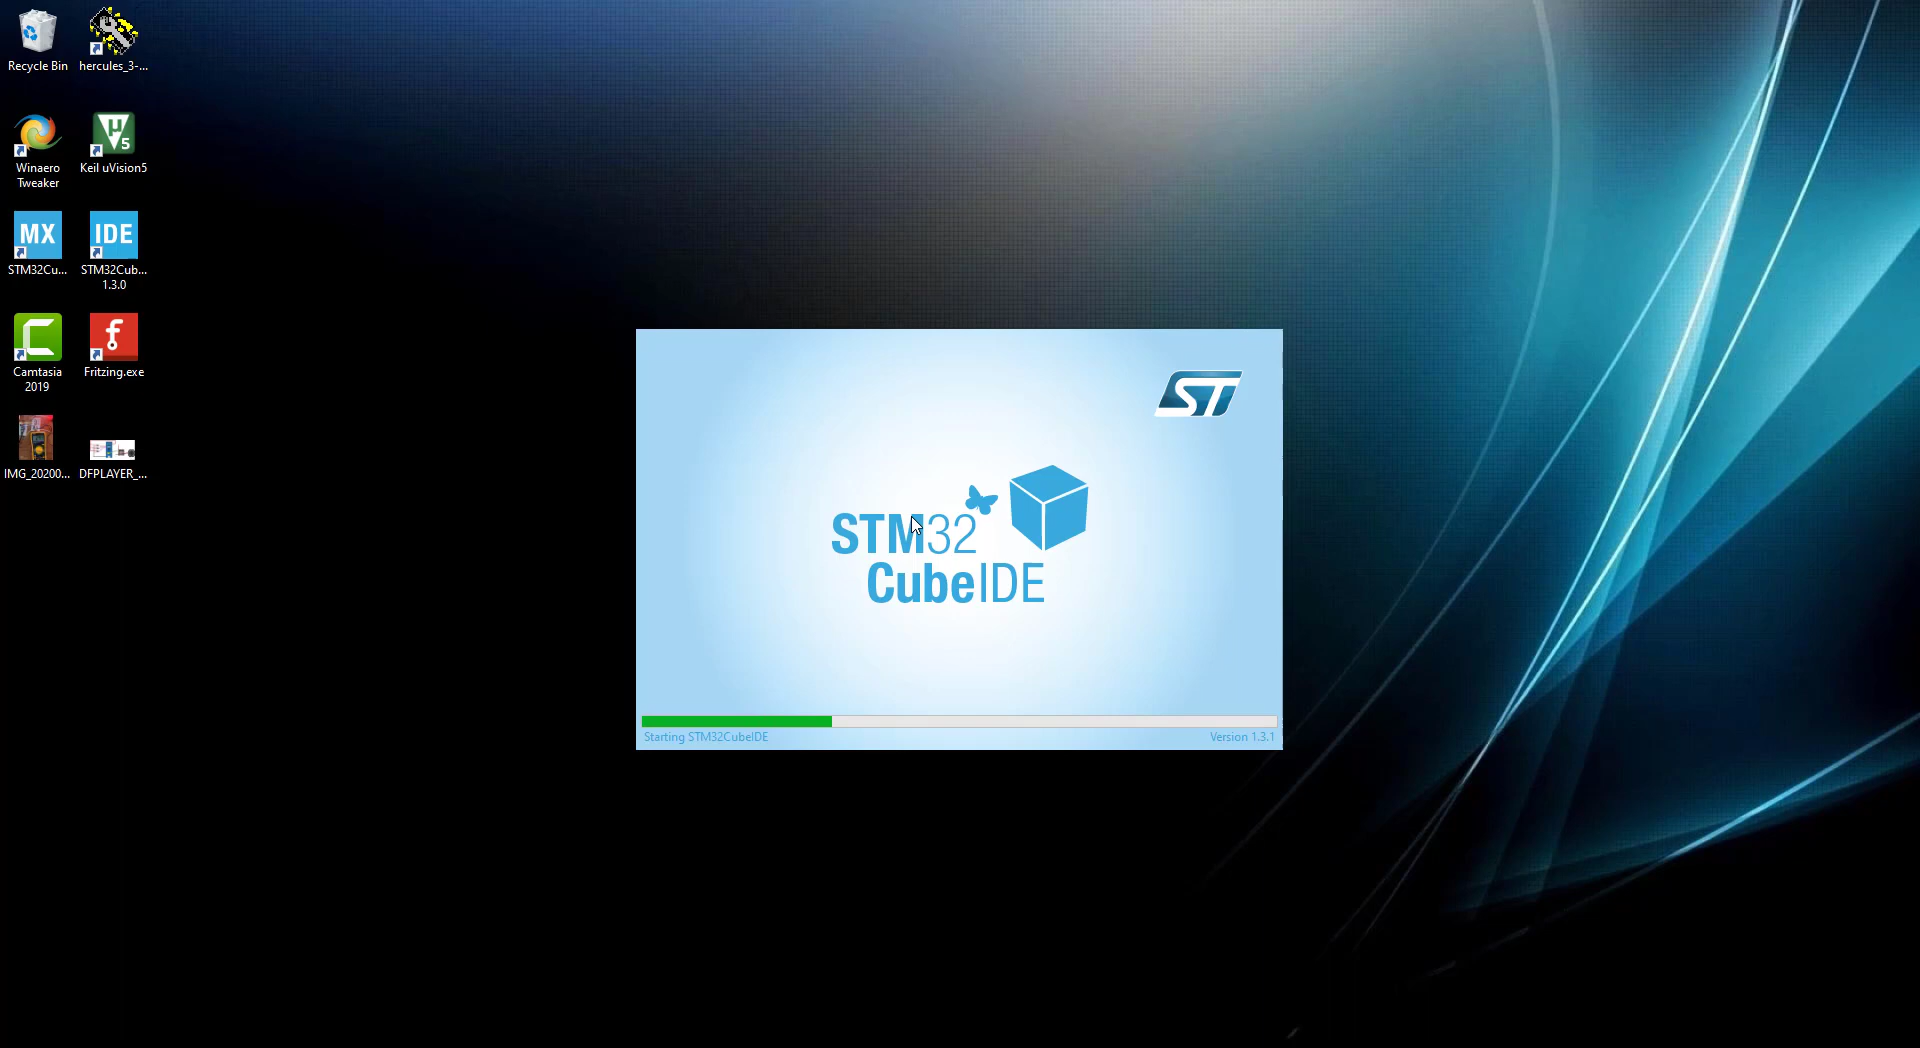 Recycle Bin
hercules_3-...
Winaero
Tweaker
µ
5
Keil uVision5
MX
STM32Cu...
IDE
STM32Cub...
1.3.0
Camtasia
2019
f
Fritzing.exe
IMG_20200...
DFPLAYER_...
ST
STM32
CubeIDE
Starting STM32CubeIDE
Version 1.3.1